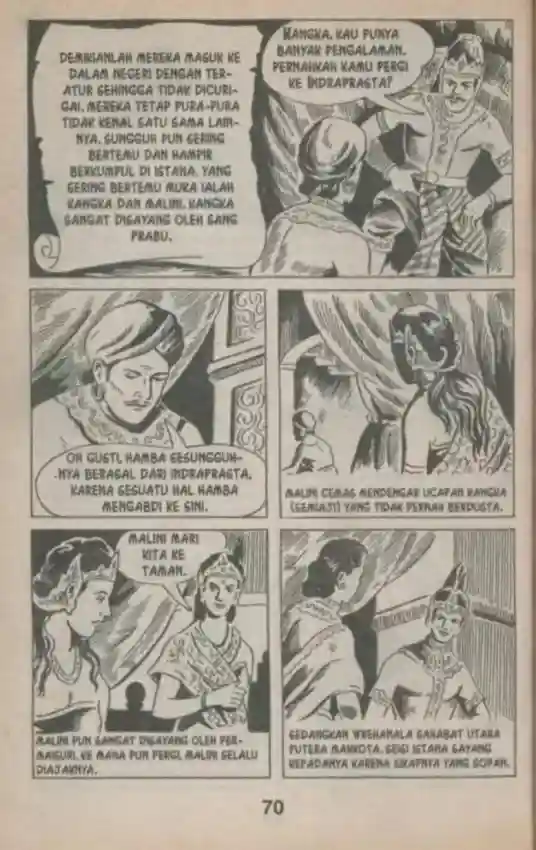 DEMIKIANLAH MEREKA MASUK KE
DALAM NEGERI DENGAN TER-
ATUR SEHINGGA TIDAK DICURI-
GAI. MEREKA TETAP PURA-PURA
TIDAK KENAL SATU SAMA LAIN-
NYA. SUNGGUH PUN SERING
BERTEMU DAN HAMPIR
BERKUMPUL DI ISTANA. YANG
SERING BERTEMU MUKA IALAH
KANGKA DAN MALINI. KANGKA
SANGAT DISAYANG OLEH SANG
PRABU.
KANGKA, KAU PUNYA
BANYAK PENGALAMAN.
PERNAHKAH KAMU PERGI
KE INDRAPRASTA?
OH GUSTI, HAMBA SESUNGGUH-
-NYA BERASAL DARI INDRAPRASTA.
KARENA SESUATU HAL HAMBA
MENGABDI KE SINI.
MALINI CEMAS MENDENGAR UCAPAN KANGKA
(SEMIAJI) YANG TIDAK PERNAH BERDUSTA.
MALINI MARI
KITA KE
TAMAN.
MALINI PUN SANGAT DISAYANG OLEH PER-
MAISURI. KE MANA PUN PERGI, MALINI SELALU
DIAJAKNYA.
SEDANGKAN WREHANALA SAHABAT UTARA
PUTERA MAHKOTA. SEISI ISTANA SAYANG
KEPADANYA KARENA SIKAPNYA YANG SOPAN.
70